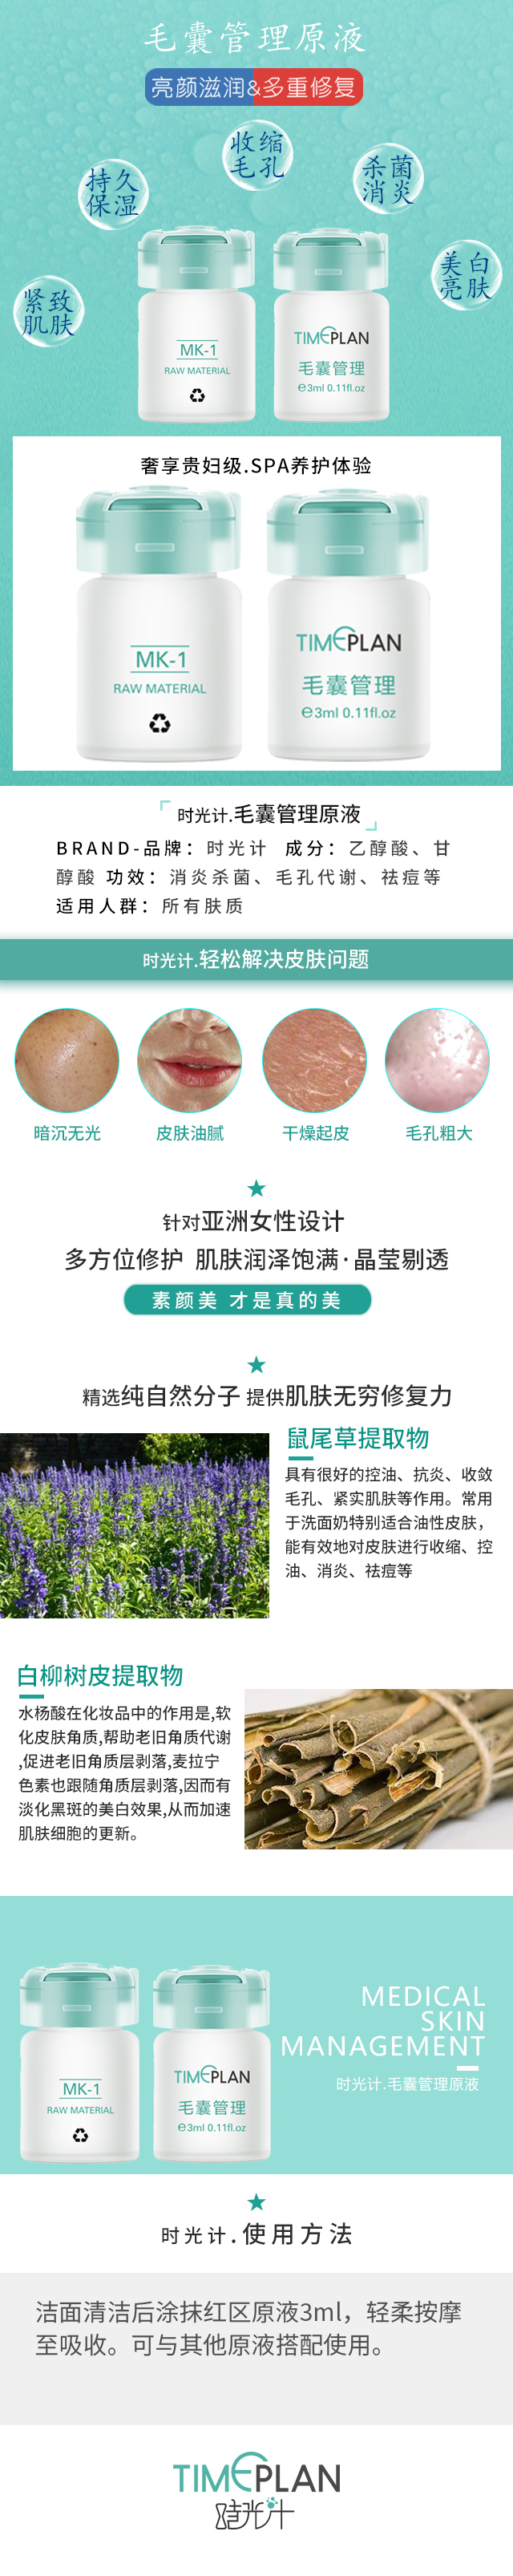 毛囊管理原液
亮颜滋润&多重修复
收缩
毛孔
持久
保湿
杀菌
消炎
美白
亮肤
紧致
肌肤
MK-1
RAW MATERIAL
TIMEPLAN
毛囊管理
℮3ml 0.11fl.oz
奢享贵妇级.SPA养护体验
MK-1
RAW MATERIAL
TIMEPLAN
毛囊管理
℮3ml 0.11fl.oz
时光计.毛囊管理原液
BRAND-品牌：时光计 成分：乙醇酸、甘
醇酸 功效：消炎杀菌、毛孔代谢、祛痘等
适用人群：所有肤质
时光计.轻松解决皮肤问题
暗沉无光
皮肤油腻
干燥起皮
毛孔粗大
针对亚洲女性设计
多方位修护 肌肤润泽饱满·晶莹剔透
素颜美 才是真的美
精选纯自然分子 提供肌肤无穷修复力
鼠尾草提取物
具有很好的控油、抗炎、收敛
毛孔、紧实肌肤等作用。常用
于洗面奶特别适合油性皮肤，
能有效地对皮肤进行收缩、控
油、消炎、祛痘等
白柳树皮提取物
水杨酸在化妆品中的作用是,软
化皮肤角质,帮助老旧角质代谢
,促进老旧角质层剥落,麦拉宁
色素也跟随角质层剥落,因而有
淡化黑斑的美白效果,从而加速
肌肤细胞的更新。
MK-1
RAW MATERIAL
TIMEPLAN
毛囊管理
℮3ml 0.11fl.oz
MEDICAL
SKIN
MANAGEMENT
时光计.毛囊管理原液
时光计.使用方法
洁面清洁后涂抹红区原液3ml，轻柔按摩
至吸收。可与其他原液搭配使用。
TIMEPLAN
时光计